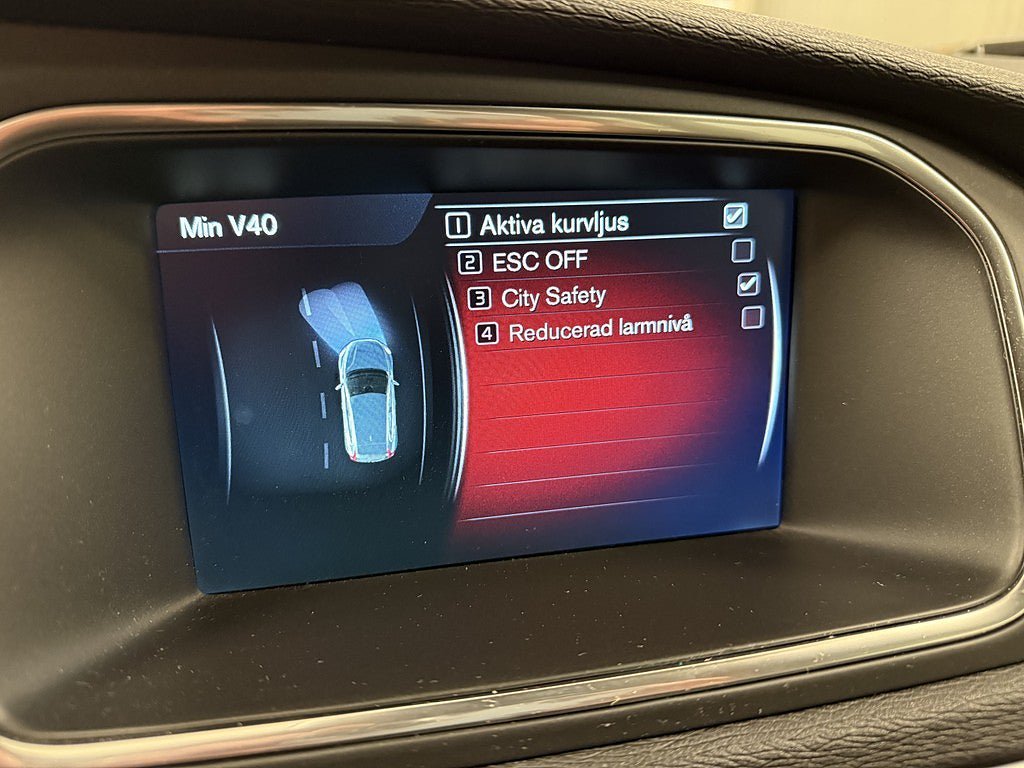 Min V40
1 Aktiva kurvljus
2 ESC OFF
3 City Safety
4 Reducerad larmnivå